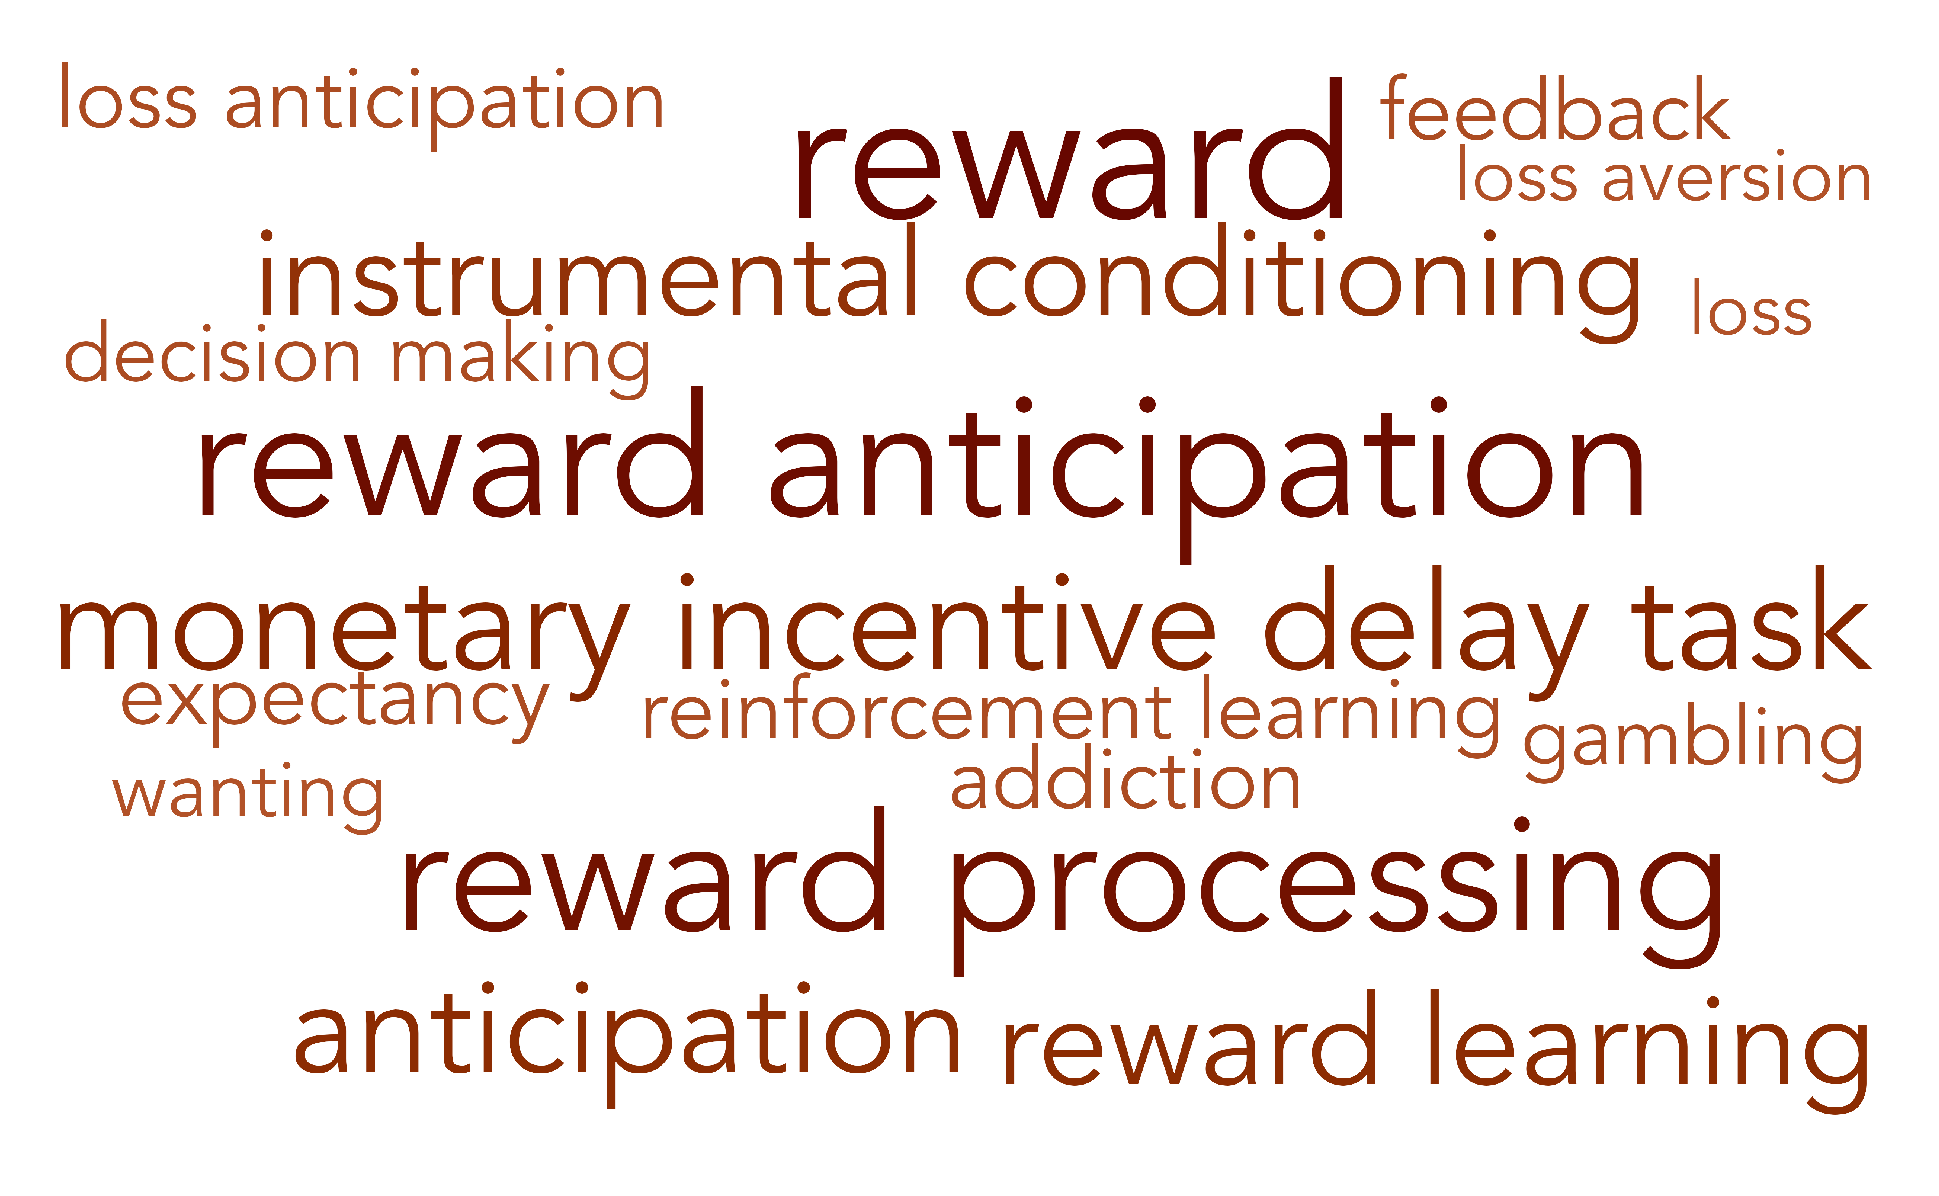 loss anticipation
reward
feedback
loss aversion
instrumental conditioning
loss
decision making
reward anticipation
monetary incentive delay task
expectancy
reinforcement learning
gambling
wanting
addiction
reward processing
anticipation
reward learning